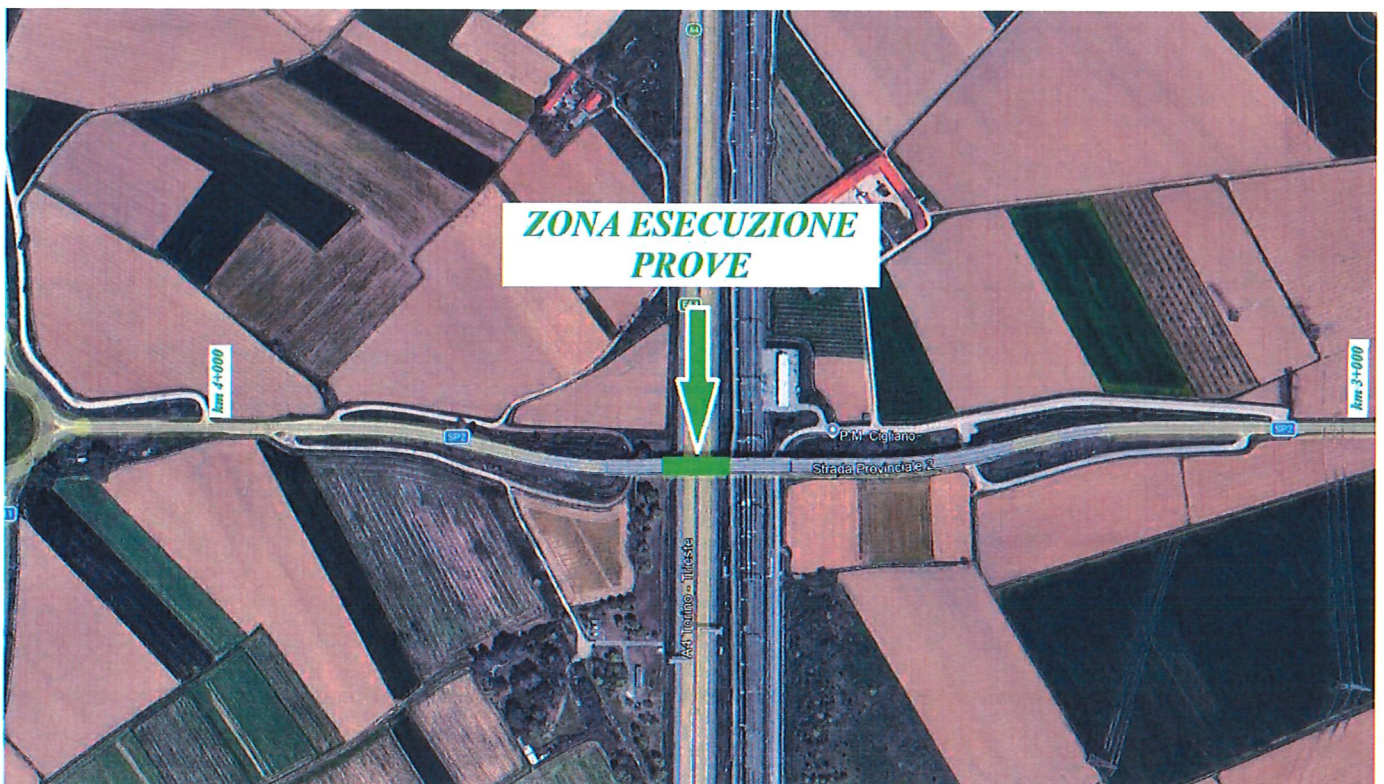 A4
ZONA ESECUZIONE
PROVE
km 4+000
km 3+000
SP2
SP2
P.M. Cigliano
Strada Provinciale 2
A4 Torino - Trieste